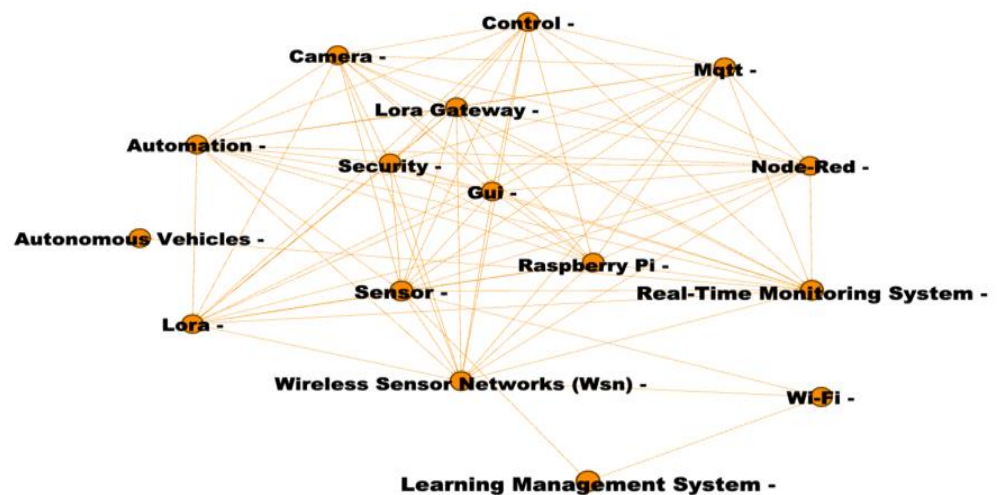 Control -
Camera -
Mqtt -
Lora Gateway -
Automation -
Security -
Node-Red -
Gui -
Autonomous Vehicles -
Raspberry Pi -
Sensor -
Real-Time Monitoring System -
Lora -
Wireless Sensor Networks (Wsn) -
Wi-Fi -
Learning Management System -